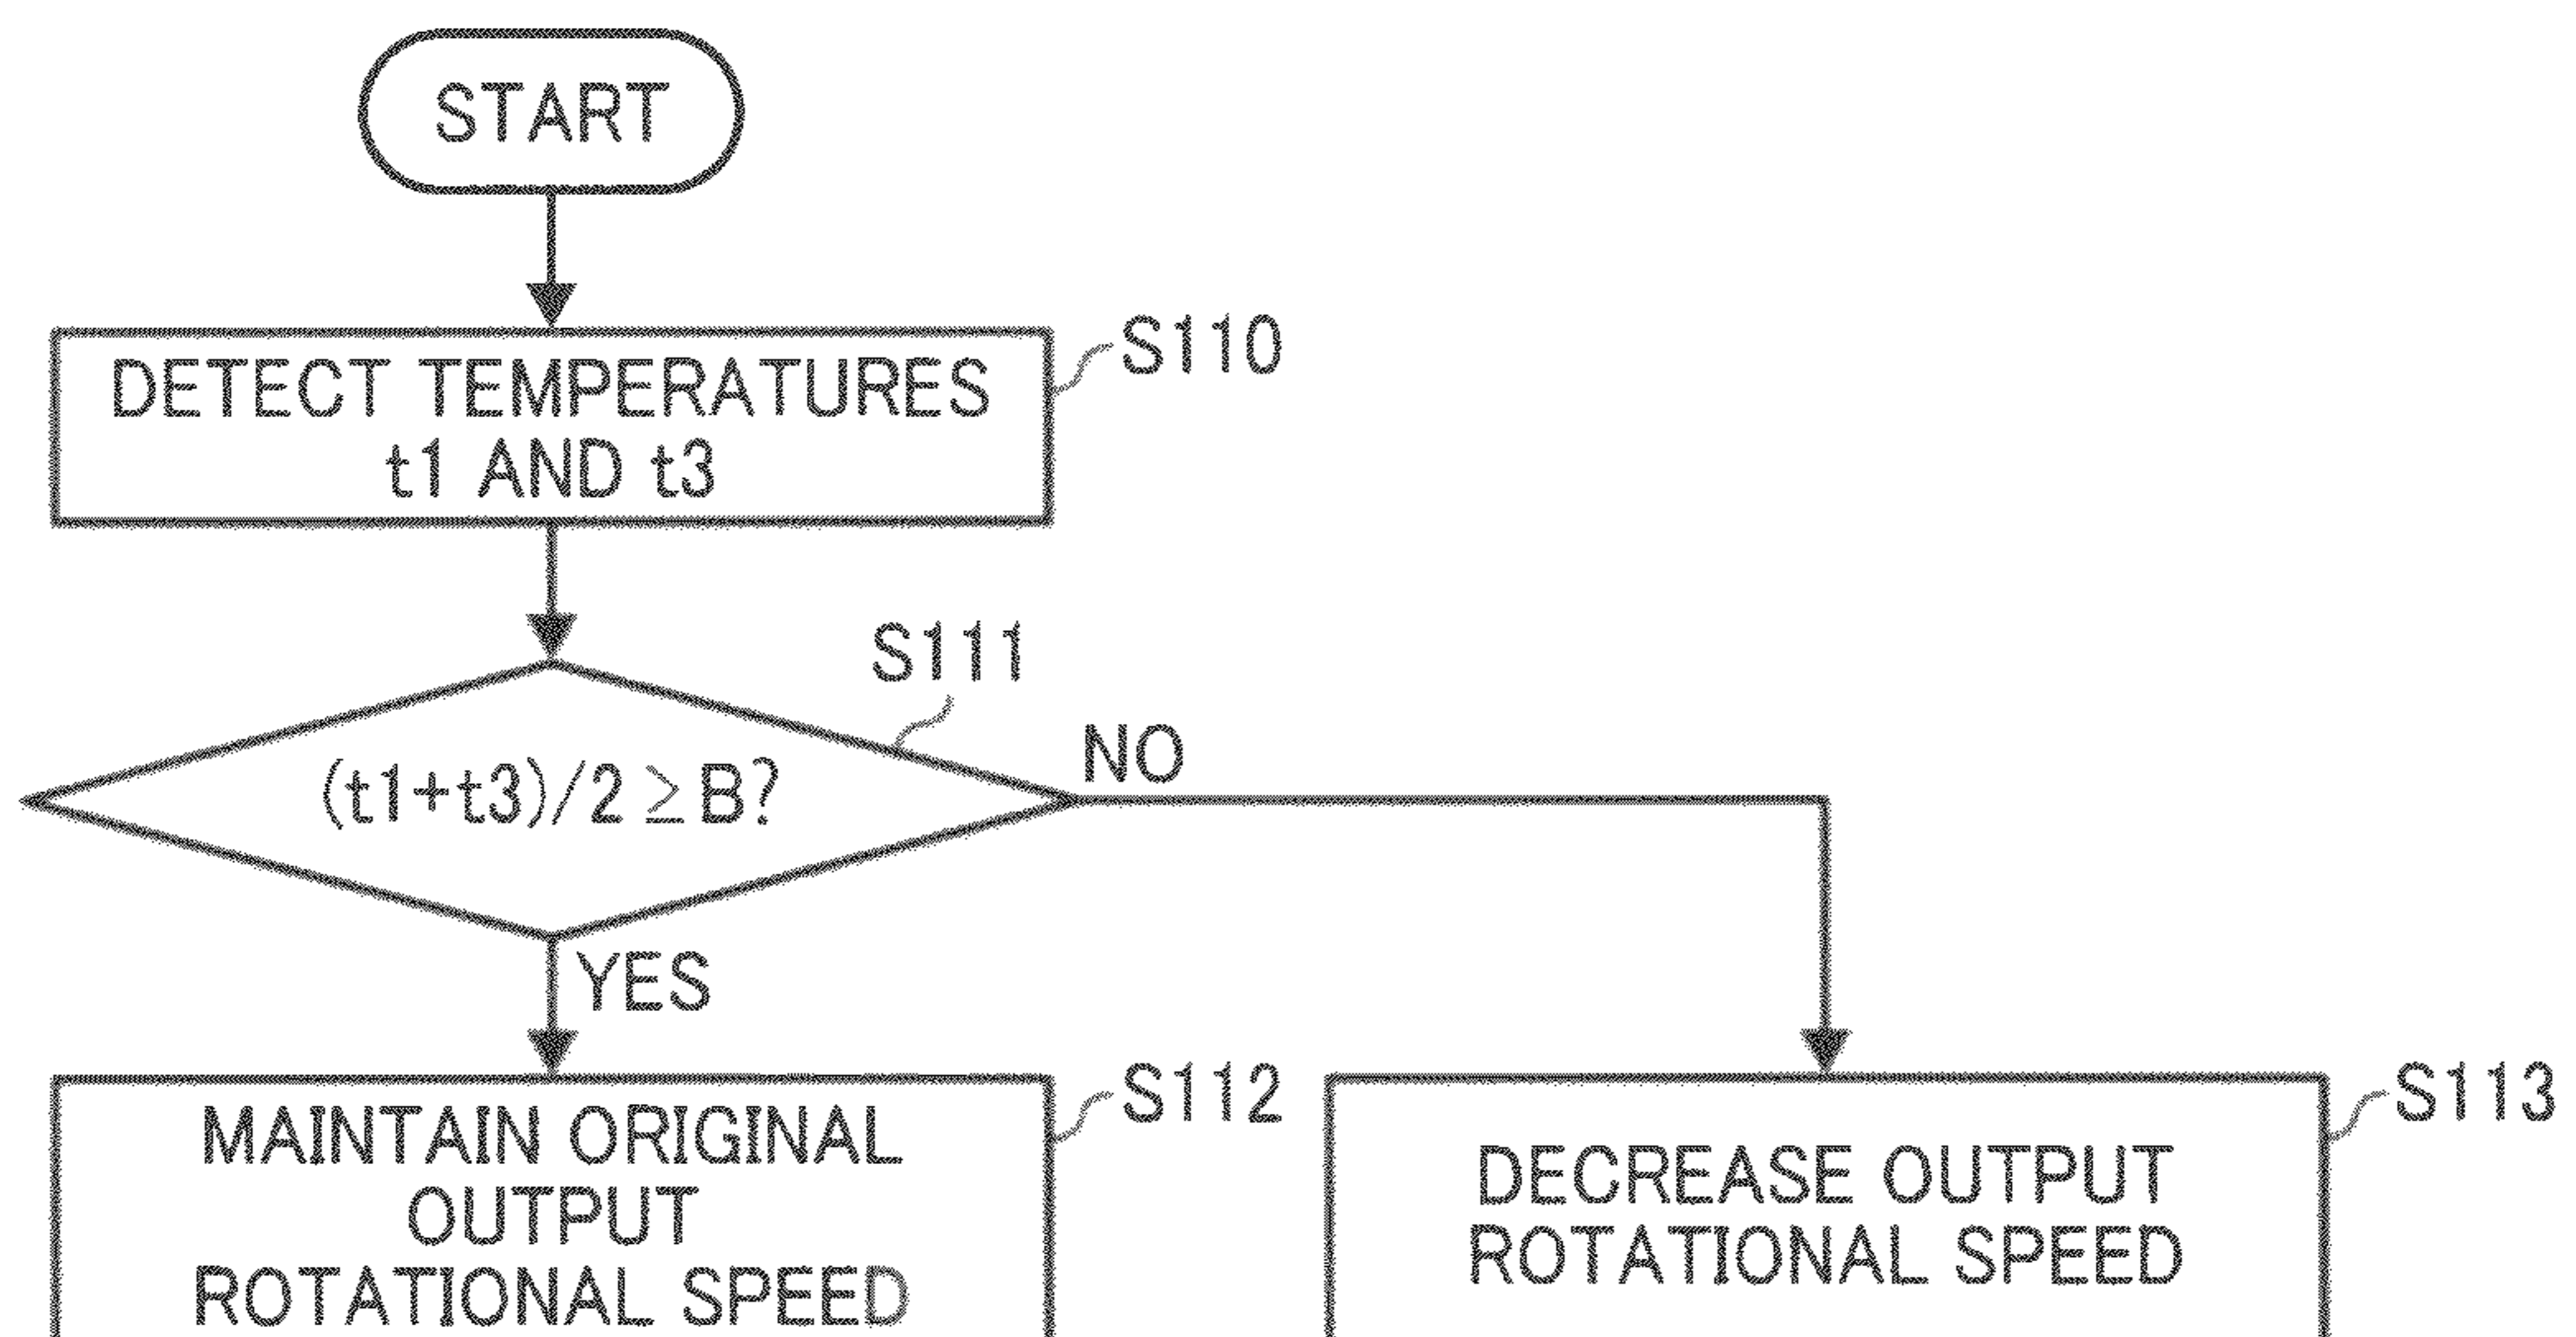 START
DETECT TEMPERATURES
t1 AND t3
S110
S111
(t1+t3)/2 ≥ B?
NO
YES
MAINTAIN ORIGINAL
OUTPUT
ROTATIONAL SPEED
S112
DECREASE OUTPUT
ROTATIONAL SPEED
S113